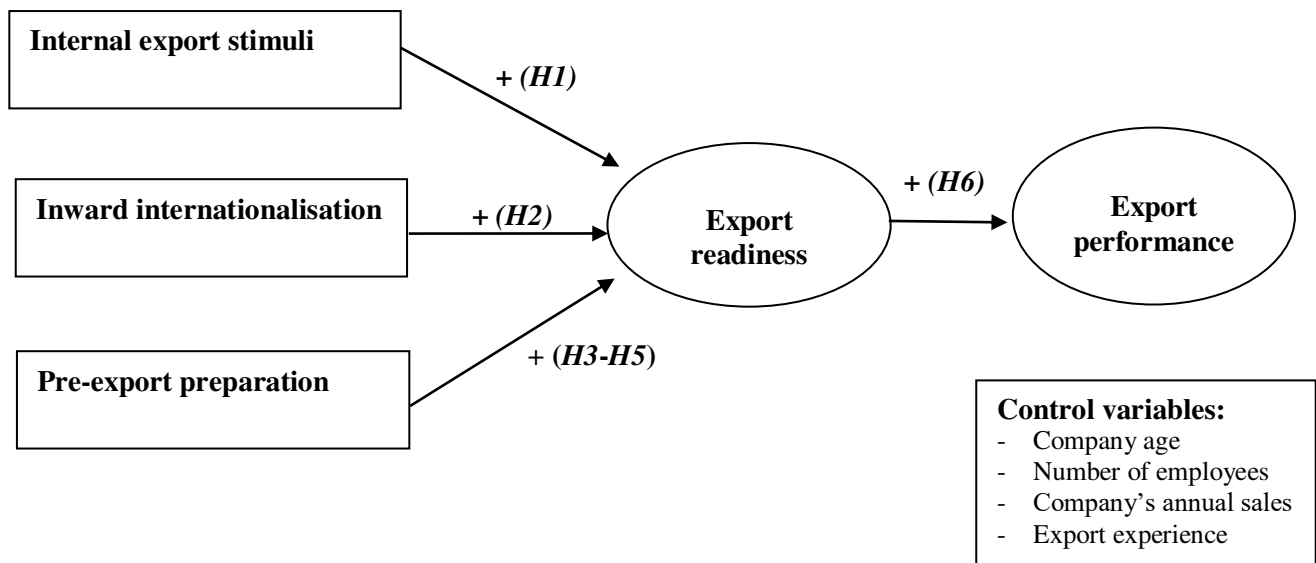 Internal export stimuli
+ (H1)
Inward internationalisation
+ (H2)
Export
readiness
+ (H6)
Export
performance
Pre-export preparation
+ (H3-H5)
Control variables:
- Company age
- Number of employees
- Company’s annual sales
- Export experience